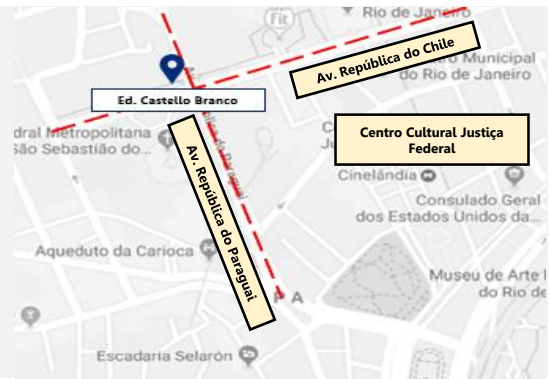 Fit
Rio de Janeiro
Av. República do Chile
Municipal
do Rio de Janeiro
Ed. Castello Branco
dral Metropolitana
São Sebastião do...
Centro Cultural Justiça
Federal
Av. República do Paraguai
Cinelândia
Consulado Geral
dos Estados Unidos da...
Aqueduto da Carioca
Museu de Arte
do Rio de
P A
Escadaria Selarón